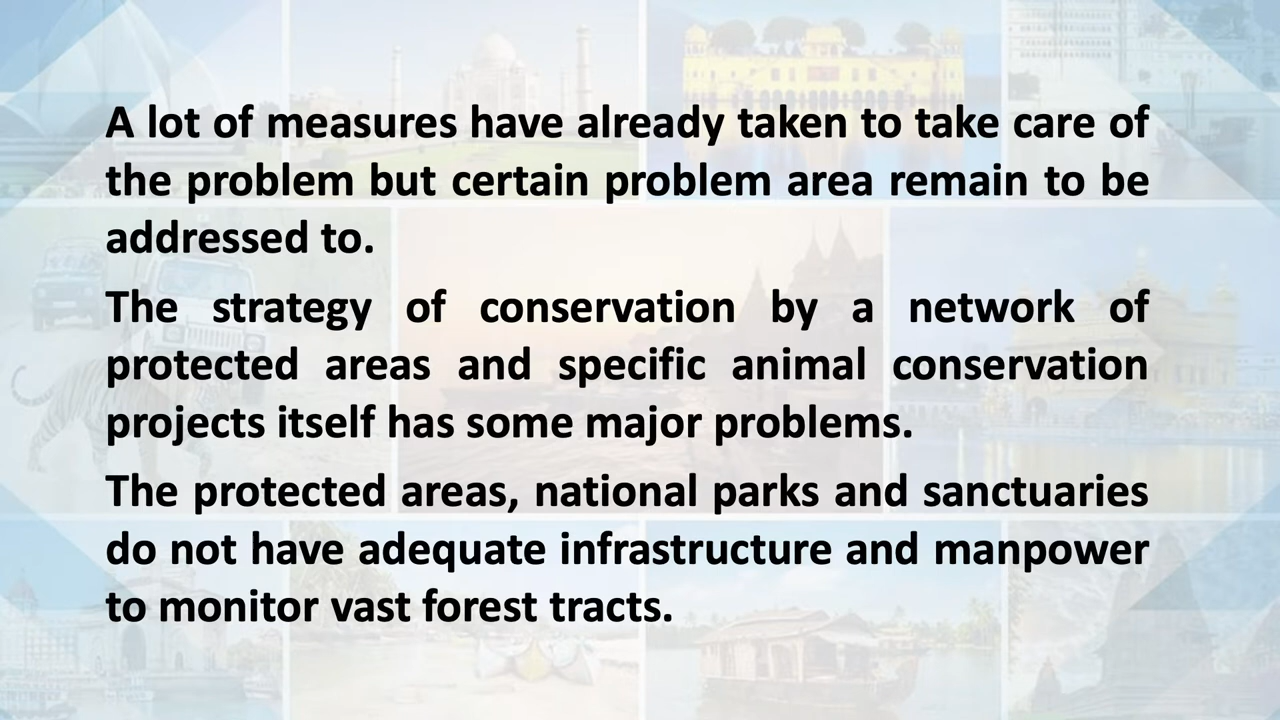 A lot of measures have already taken to take care of
the problem but certain problem area remain to be
addressed to.
The strategy of conservation by a network of
protected areas and specific animal conservation
projects itself has some major problems.
The protected areas, national parks and sanctuaries
do not have adequate infrastructure and manpower
to monitor vast forest tracts.